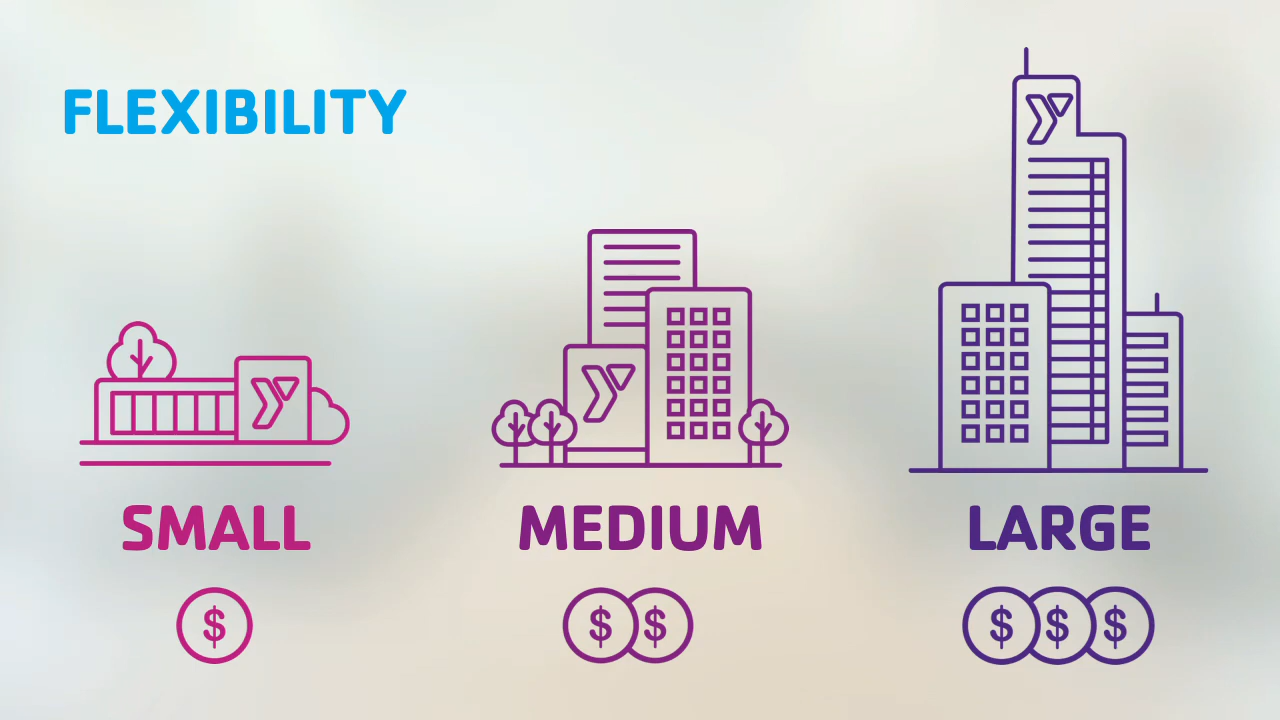 FLEXIBILITY
SMALL
MEDIUM
LARGE
$
$ $
$ $ $